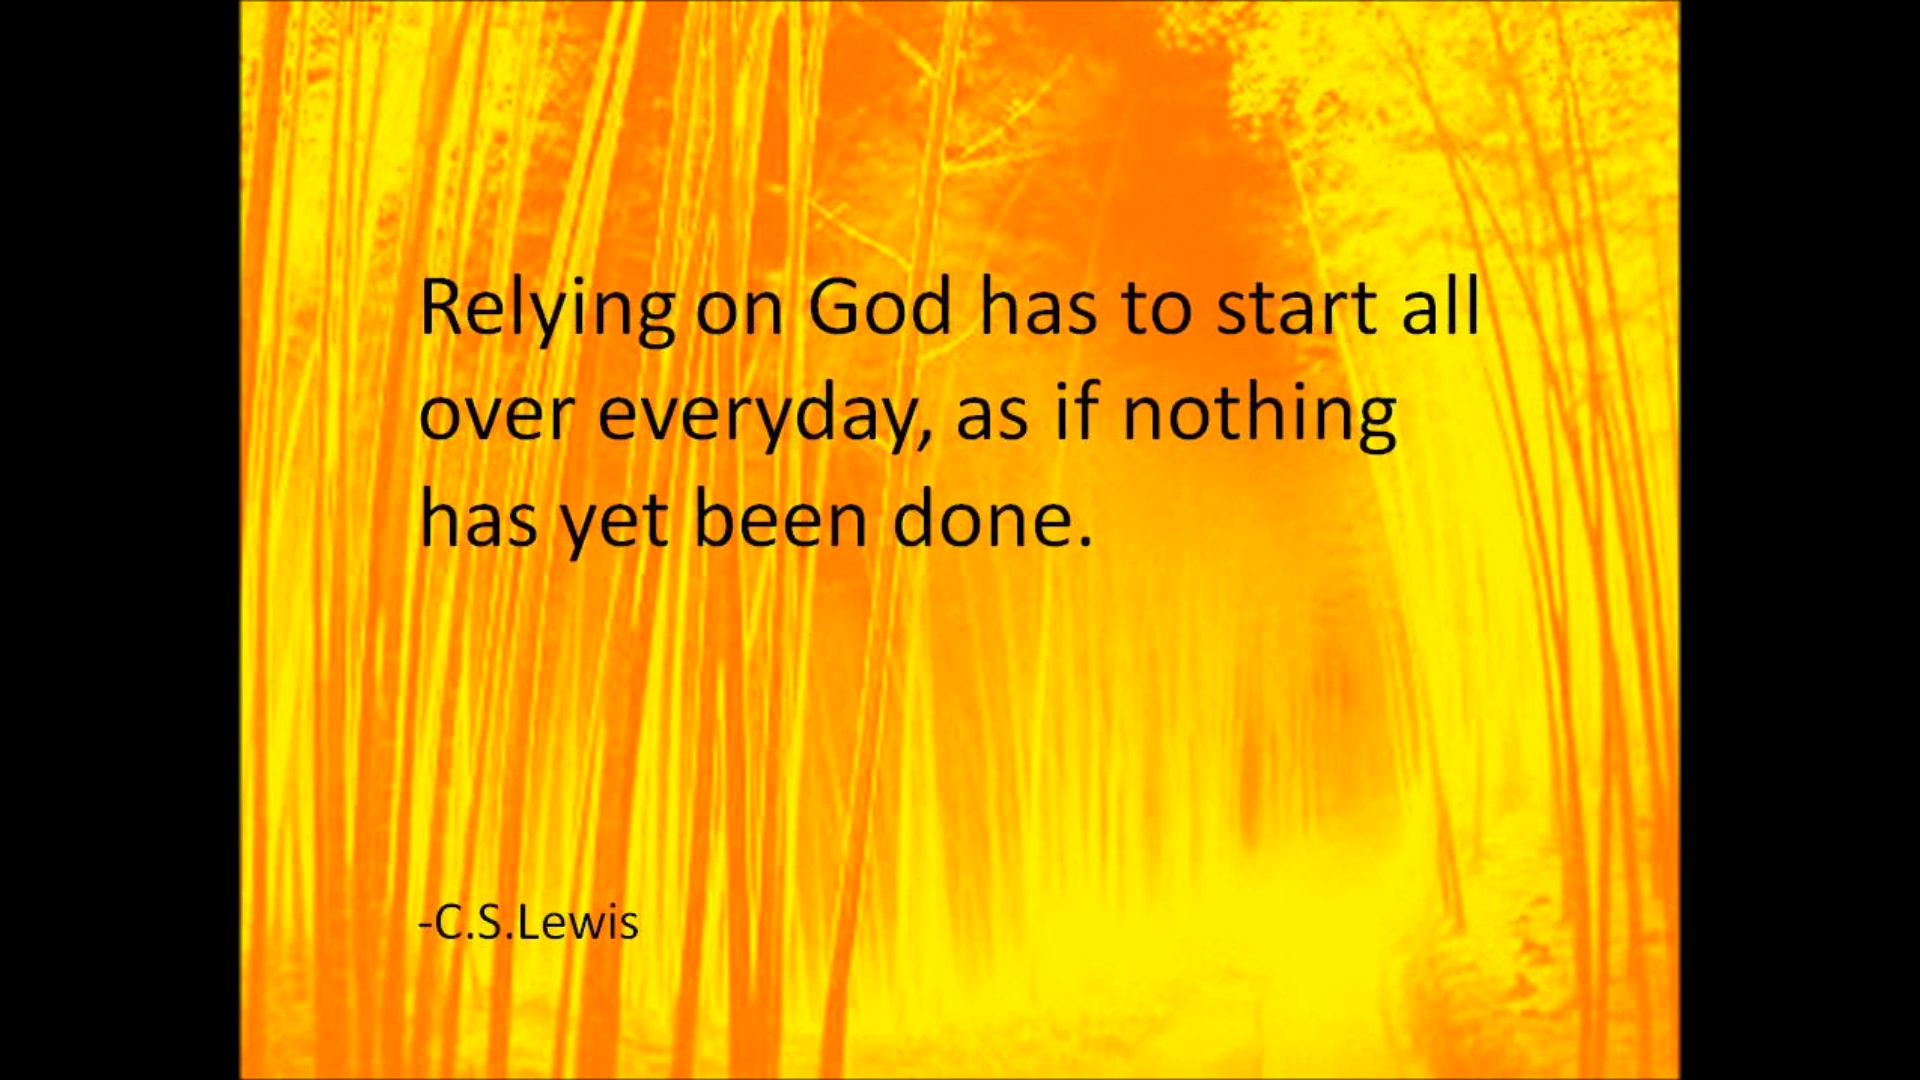 Relying on God has to start all
over everyday, as if nothing
has yet been done.
-C.S.Lewis